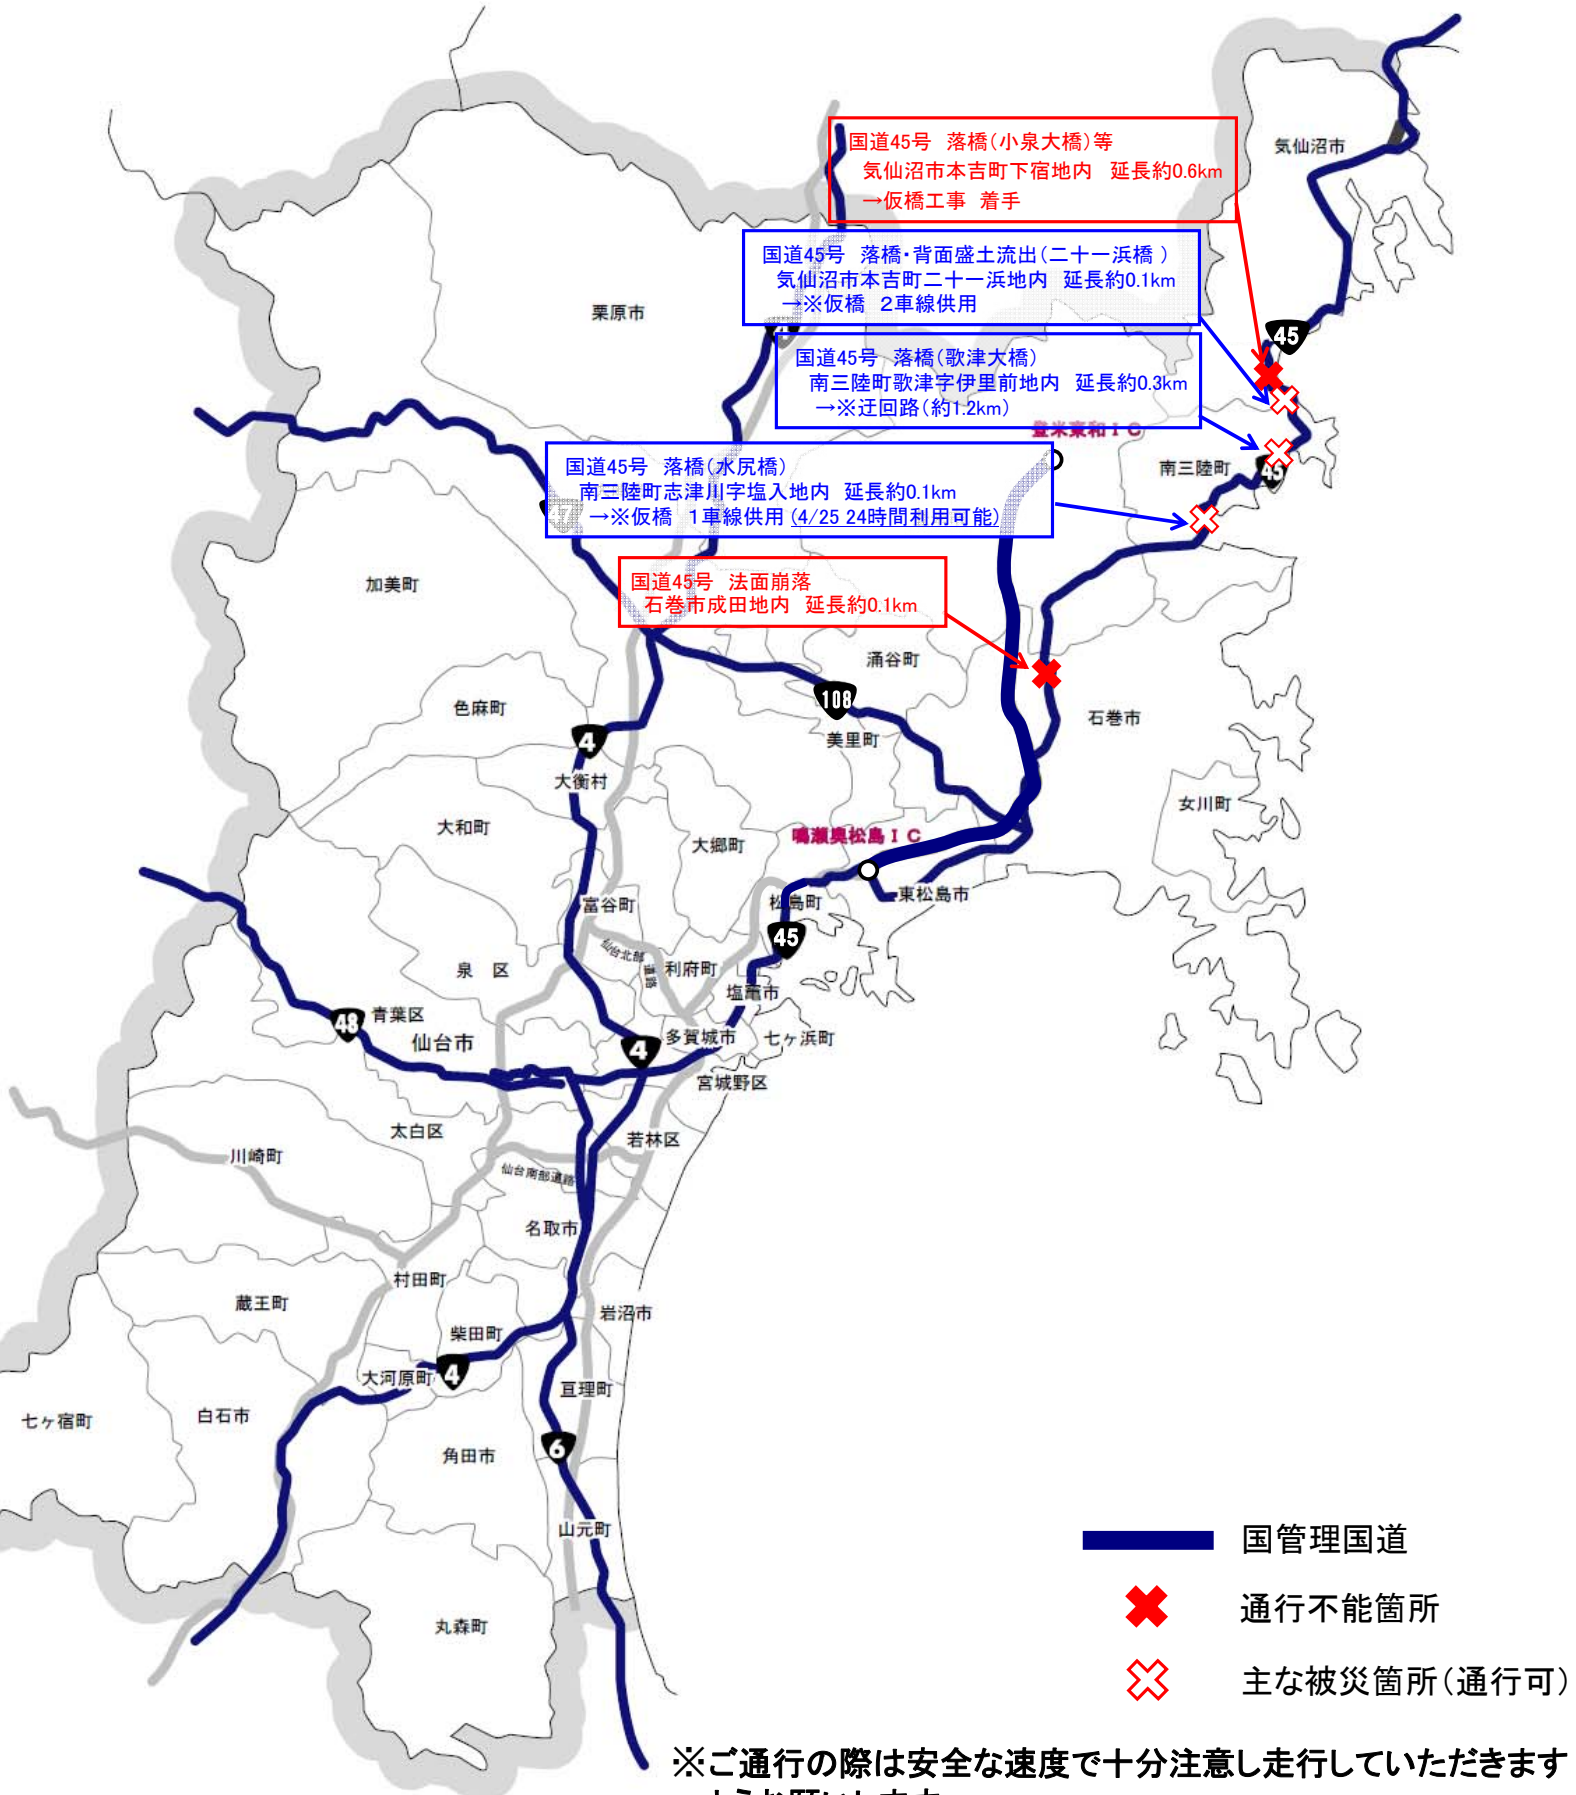 国道45号 落橋(小泉大橋)等
気仙沼市本吉町下宿地内 延長約0.6km
→仮橋工事 着手
気仙沼市
国道45号 落橋・背面盛土流出(二十一浜橋 )
気仙沼市本吉町二十一浜地内 延長約0.1km
→※仮橋 2車線供用
栗原市
45
国道45号 落橋(歌津大橋)
南三陸町歌津字伊里前地内 延長約0.3km
→※迂回路(約1.2km)
登米東和IC
南三陸町
45
国道45号 落橋(水尻橋)
南三陸町志津川字塩入地内 延長約0.1km
→※仮橋 1車線供用 (4/25 24時間利用可能)
国道45号 法面崩落
石巻市成田地内 延長約0.1km
加美町
涌谷町
色麻町
108
石巻市
4
美里町
大衡村
女川町
大和町
大郷町
鳴瀬奥松島IC
富谷町
松島町
東松島市
45
仙台北部道路
泉 区
利府町
塩竈市
48
青葉区
仙台市
4
多賀城市
七ヶ浜町
宮城野区
太白区
若林区
川崎町
仙台南部道路
名取市
村田町
蔵王町
岩沼市
柴田町
大河原町
4
亘理町
七ヶ宿町
白石市
角田市
6
山元町
国管理国道
通行不能箇所
丸森町
主な被災箇所(通行可)
※ご通行の際は安全な速度で十分注意し走行していただきます